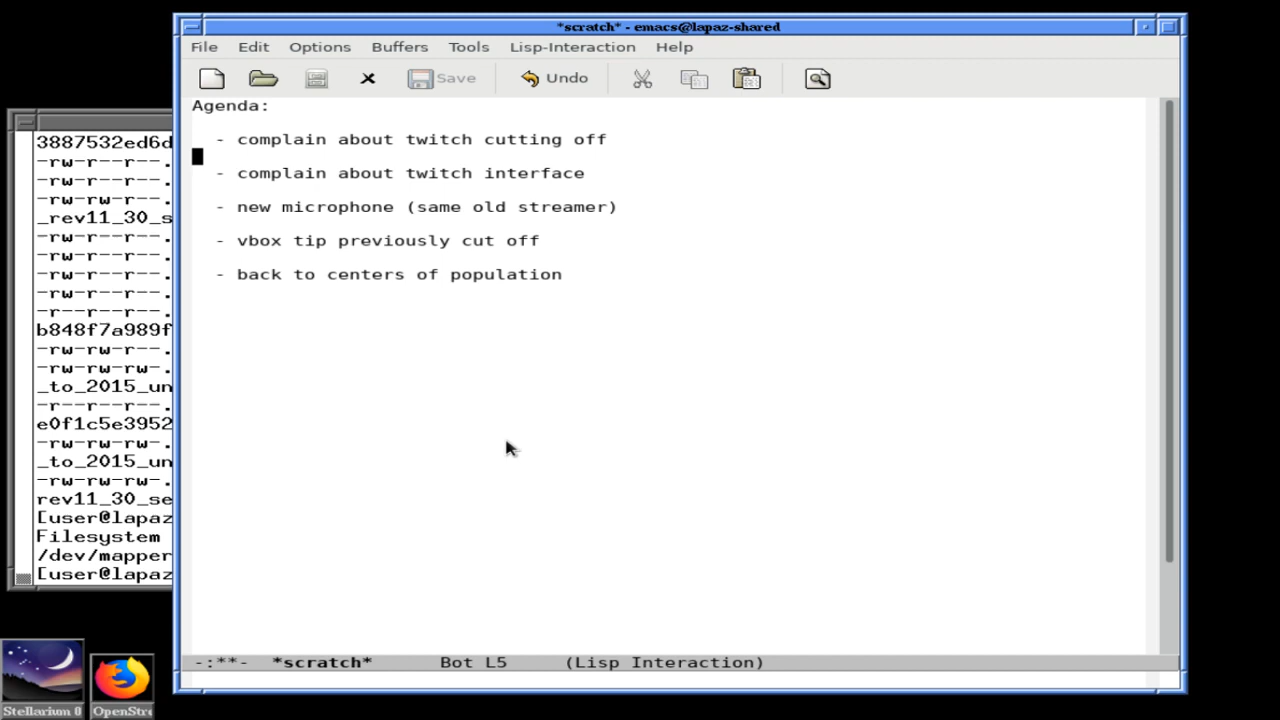 *scratch* - emacs@lapaz-shared
File Edit Options Buffers Tools Lisp-Interaction Help
Save Undo
Agenda:
- complain about twitch cutting off
- complain about twitch interface
- new microphone (same old streamer)
- vbox tip previously cut off
- back to centers of population
-:**- *scratch* Bot L5 (Lisp Interaction)
3887532ed6d
-rw-r--r--.
-rw-r--r--.
-rw-rw-r--.
_rev11_30_s
-rw-r--r--.
-rw-r--r--.
-rw-r--r--.
-rw-r--r--.
-r--r--r--.
b848f7a989f
-rw-rw-r--.
-rw-rw-rw-.
_to_2015_un
-r--r--r--.
e0f1c5e3952
-rw-rw-rw-.
_to_2015_un
-rw-rw-rw-.
rev11_30_se
[user@lapaz
Filesystem
/dev/mapper
[user@lapaz
Stellarium 0
OpenStre